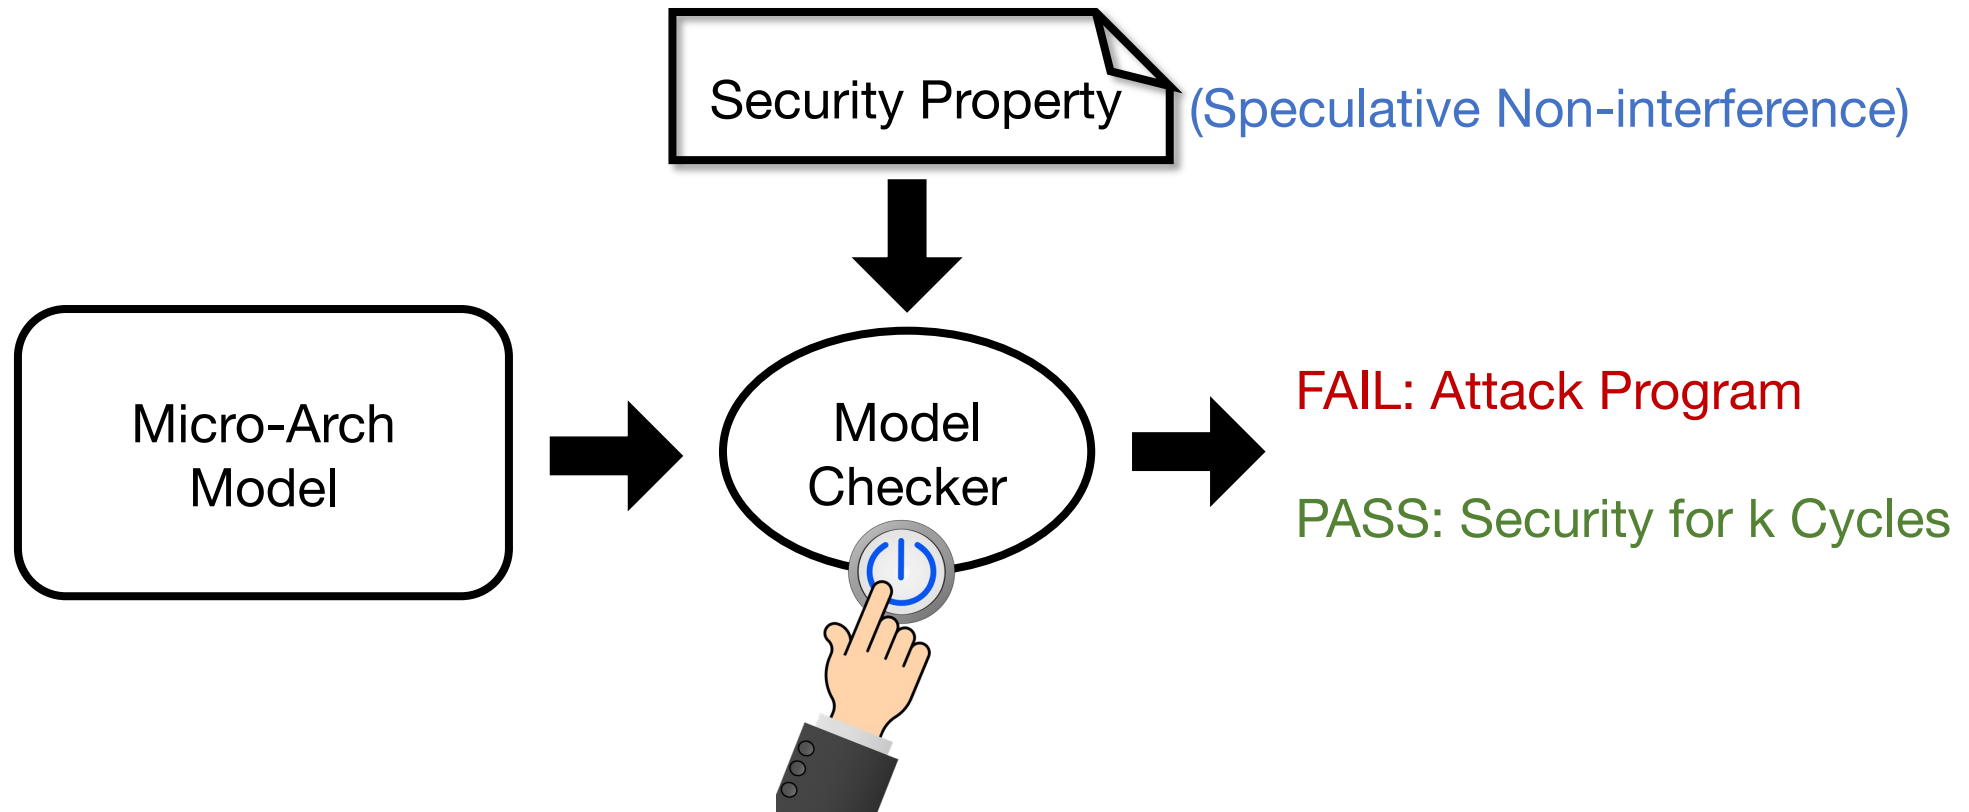 Security Property
(Speculative Non-interference)
Micro-Arch
Model
Model
Checker
FAIL: Attack Program
PASS: Security for k Cycles